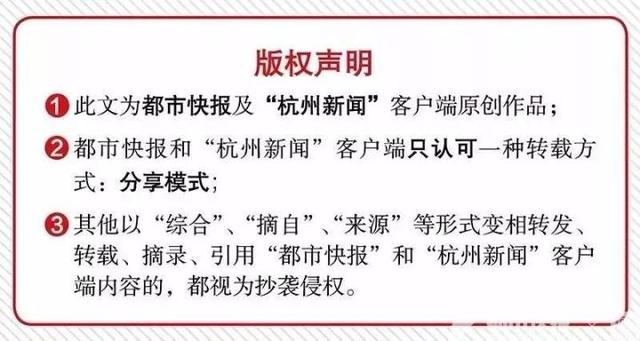 版权声明
1 此文为都市快报及“杭州新闻”客户端原创作品；
2 都市快报和“杭州新闻”客户端只认可一种转载方
式：分享模式；
3 其他以“综合”、“摘自”、“来源”等形式变相转发、
转载、摘录、引用“都市快报”和“杭州新闻”客户
端内容的，都视为抄袭侵权。